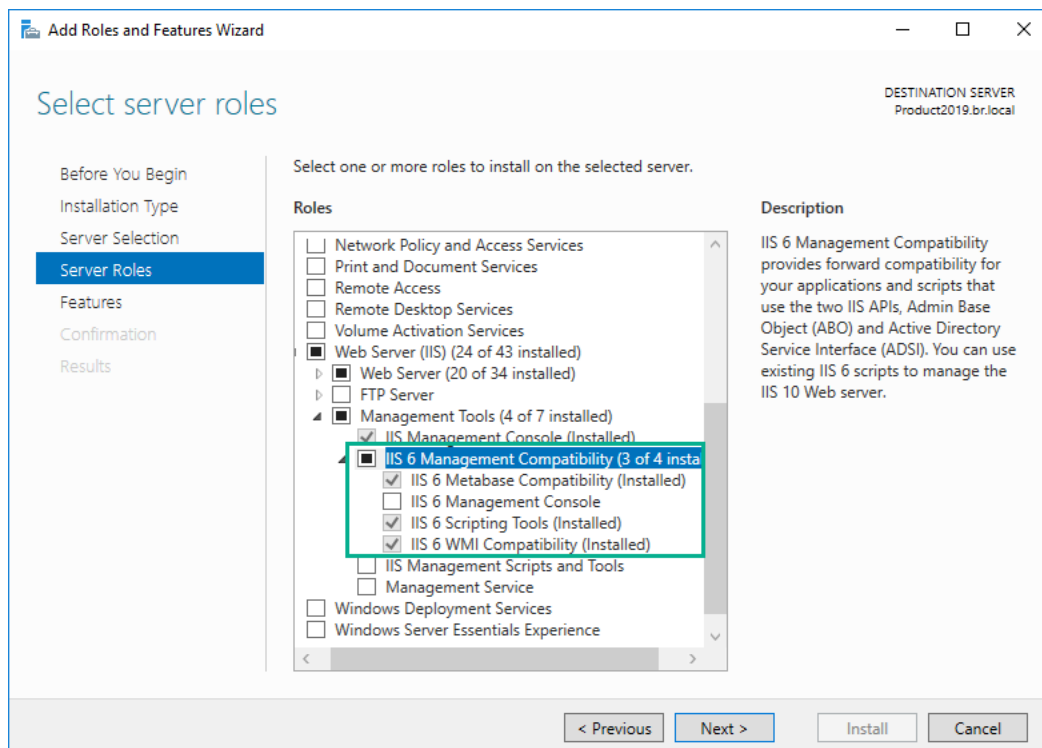 Add Roles and Features Wizard
Select server roles
DESTINATION SERVER
Product2019.br.local
Before You Begin
Installation Type
Server Selection
Server Roles
Features
Confirmation
Results
Select one or more roles to install on the selected server.
Roles
Network Policy and Access Services
Print and Document Services
Remote Access
Remote Desktop Services
Volume Activation Services
Web Server (IIS) (24 of 43 installed)
Web Server (20 of 34 installed)
FTP Server
Management Tools (4 of 7 installed)
IIS Management Console (Installed)
IIS 6 Management Compatibility (3 of 4 insta
IIS 6 Metabase Compatibility (Installed)
IIS 6 Management Console
IIS 6 Scripting Tools (Installed)
IIS 6 WMI Compatibility (Installed)
IIS Management Scripts and Tools
Management Service
Windows Deployment Services
Windows Server Essentials Experience
Description
IIS 6 Management Compatibility
provides forward compatibility for
your applications and scripts that
use the two IIS APIs, Admin Base
Object (ABO) and Active Directory
Service Interface (ADSI). You can use
existing IIS 6 scripts to manage the
IIS 10 Web server.
< Previous
Next >
Install
Cancel